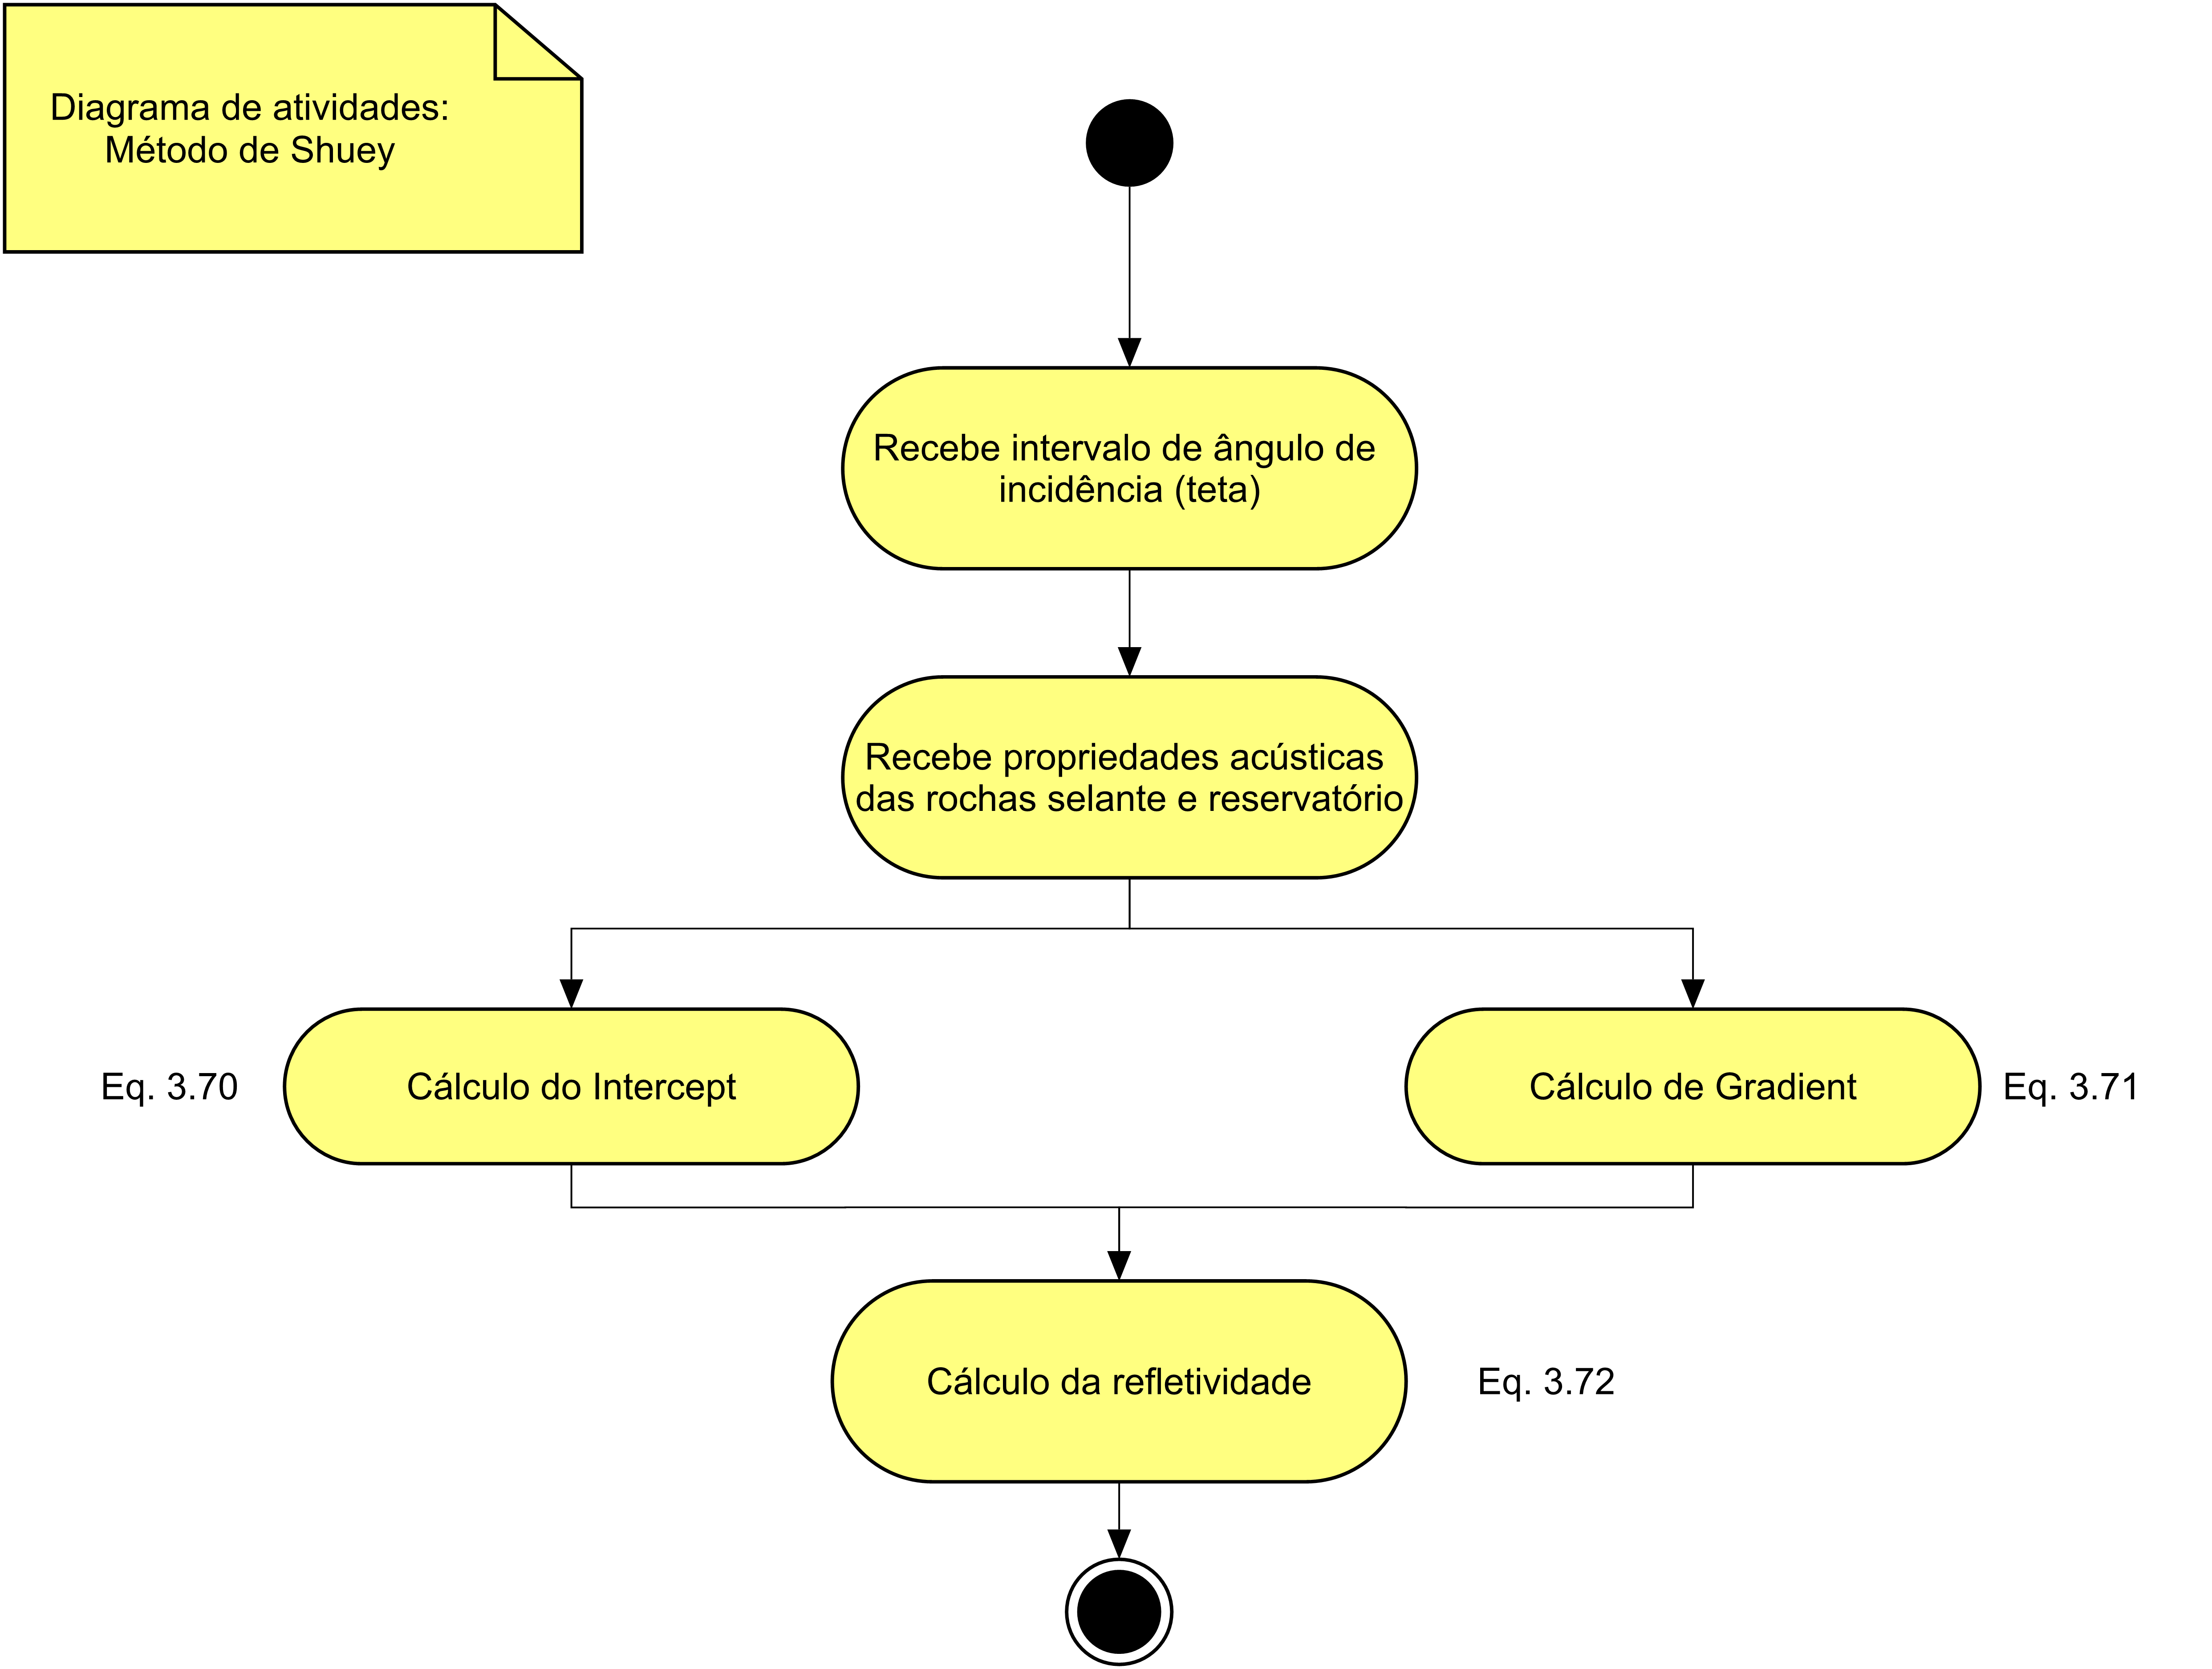 Diagrama de atividades:
Método de Shuey
Recebe intervalo de ângulo de
incidência (teta)
Recebe propriedades acústicas
das rochas selante e reservatório
Eq. 3.70
Cálculo do Intercept
Cálculo de Gradient
Eq. 3.71
Cálculo da refletividade
Eq. 3.72